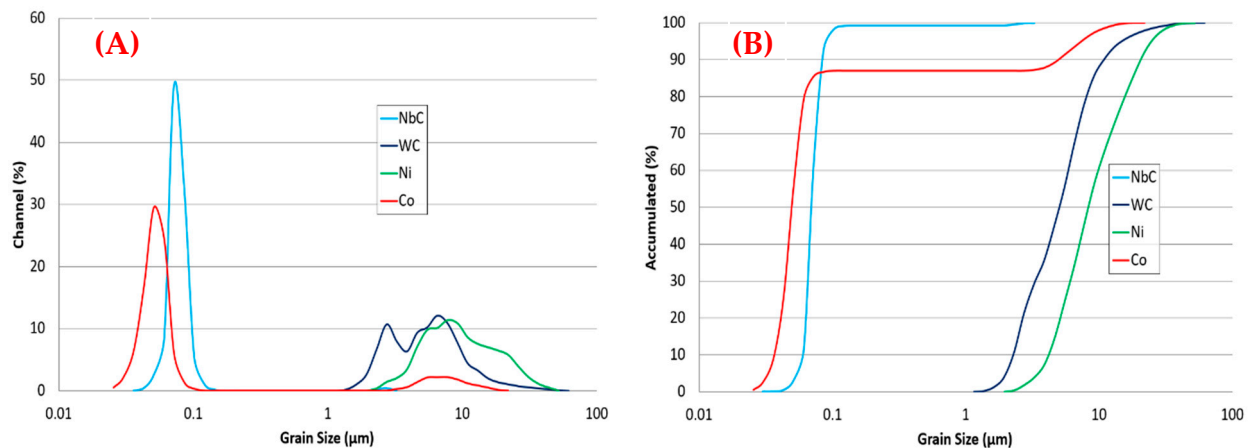 (A)
60
50
40
30
20
10
0
Channel (%)
NbC
WC
Ni
Co
0.01 0.1 1 10 100
Grain Size (µm)
(B)
100
90
80
70
60
50
40
30
20
10
0
Accumulated (%)
NbC
WC
Ni
Co
0.01 0.1 1 10 100
Grain Size (µm)